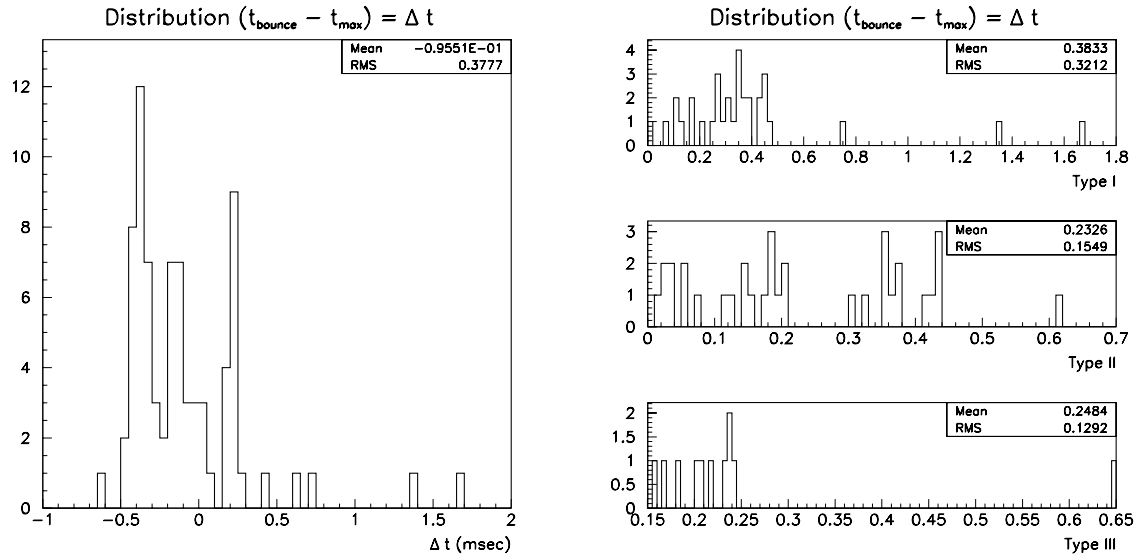 Distribution (t_bounce − t_max) = Δ t
Mean −0.9551E−01
RMS 0.3777
12
10
8
6
4
2
0
−1 −0.5 0 0.5 1 1.5 2
Δ t (msec)
Distribution (t_bounce − t_max) = Δ t
Mean 0.3833
RMS 0.3212
4
3
2
1
0
0 0.2 0.4 0.6 0.8 1 1.2 1.4 1.6 1.8
Type I
Mean 0.2326
RMS 0.1549
3
2
1
0
0 0.1 0.2 0.3 0.4 0.5 0.6 0.7
Type II
Mean 0.2484
RMS 0.1292
2
1.5
1
0.5
0
0.15 0.2 0.25 0.3 0.35 0.4 0.45 0.5 0.55 0.6 0.65
Type III